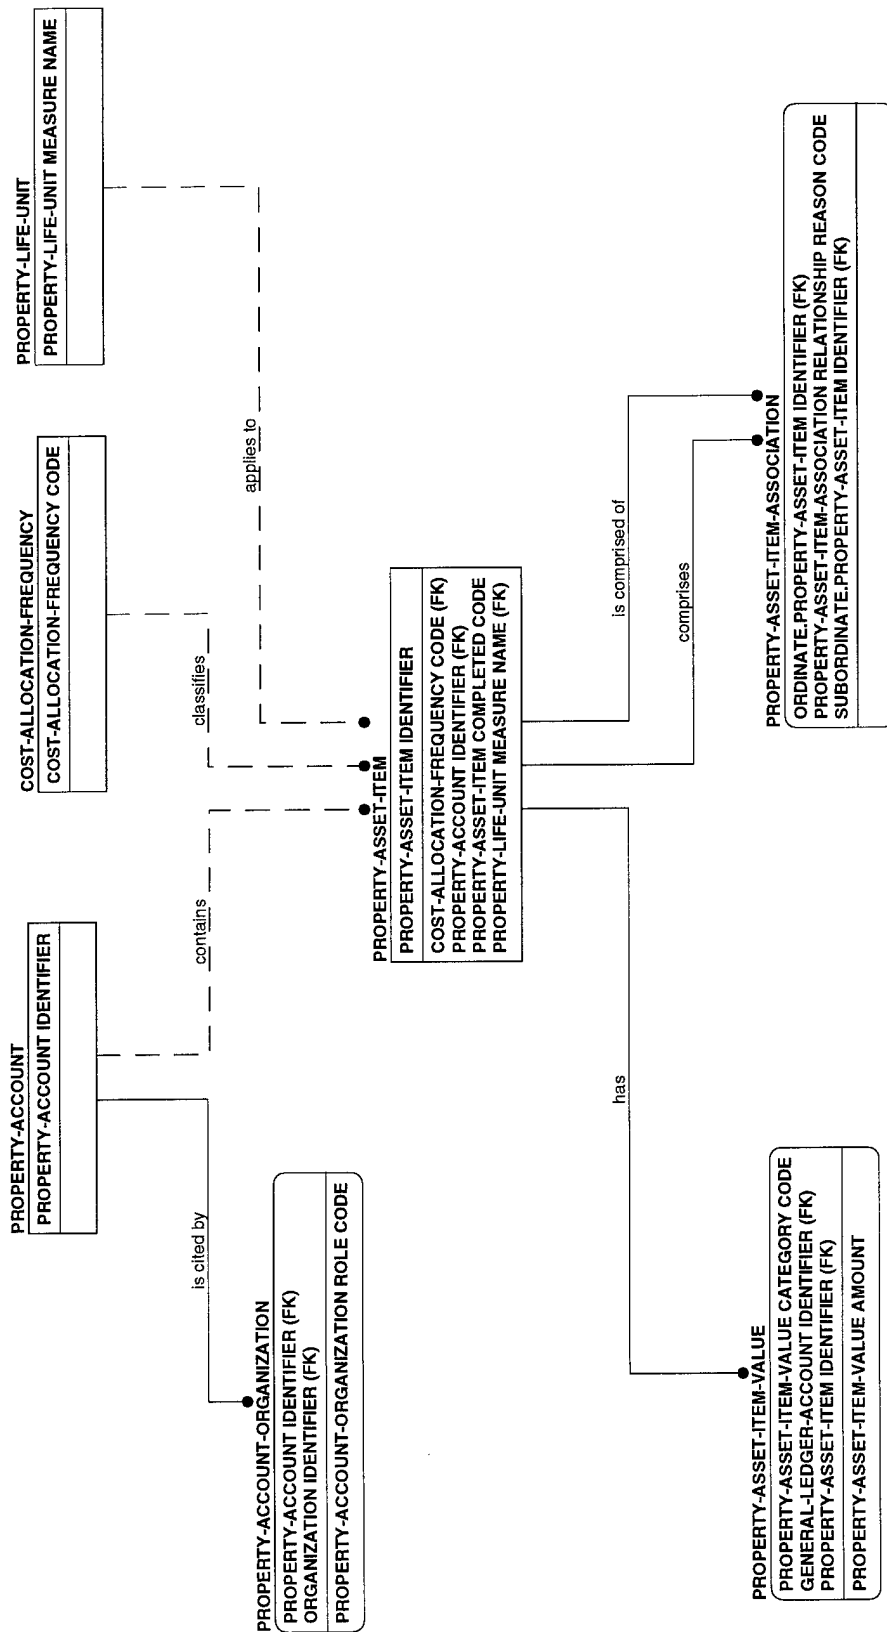 PROPERTY-ACCOUNT
PROPERTY-ACCOUNT IDENTIFIER
COST-ALLOCATION-FREQUENCY
COST-ALLOCATION-FREQUENCY CODE
PROPERTY-LIFE-UNIT
PROPERTY-LIFE-UNIT MEASURE NAME
is cited by
contains
classifies
applies to
PROPERTY-ACCOUNT-ORGANIZATION
PROPERTY-ACCOUNT IDENTIFIER (FK)
ORGANIZATION IDENTIFIER (FK)
PROPERTY-ACCOUNT-ORGANIZATION ROLE CODE
PROPERTY-ASSET-ITEM
PROPERTY-ASSET-ITEM IDENTIFIER
COST-ALLOCATION-FREQUENCY CODE (FK)
PROPERTY-ACCOUNT IDENTIFIER (FK)
PROPERTY-ASSET-ITEM COMPLETED CODE
PROPERTY-LIFE-UNIT MEASURE NAME (FK)
has
comprises
is comprised of
PROPERTY-ASSET-ITEM-VALUE
PROPERTY-ASSET-ITEM-VALUE CATEGORY CODE
GENERAL-LEDGER-ACCOUNT IDENTIFIER (FK)
PROPERTY-ASSET-ITEM IDENTIFIER (FK)
PROPERTY-ASSET-ITEM-VALUE AMOUNT
PROPERTY-ASSET-ITEM-ASSOCIATION
ORDINATE.PROPERTY-ASSET-ITEM IDENTIFIER (FK)
PROPERTY-ASSET-ITEM-ASSOCIATION RELATIONSHIP REASON CODE
SUBORDINATE.PROPERTY-ASSET-ITEM IDENTIFIER (FK)